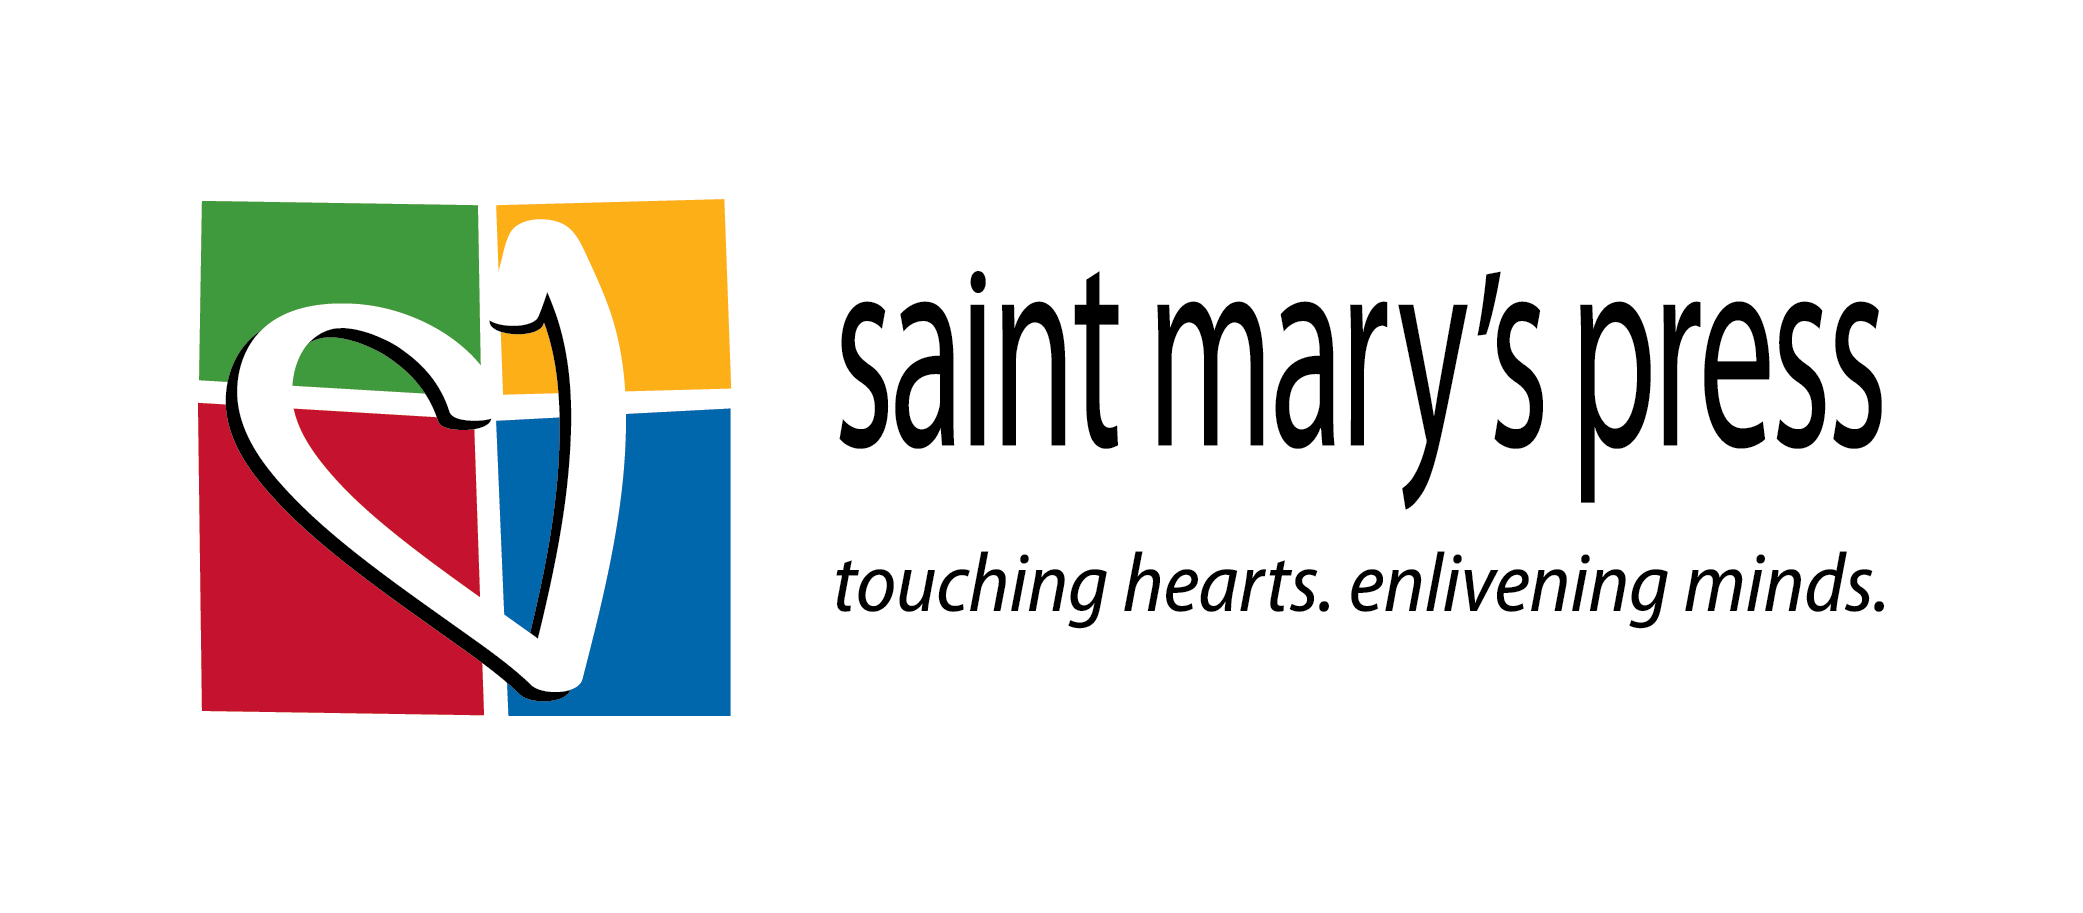 saint mary's press
touching hearts. enlivening minds.